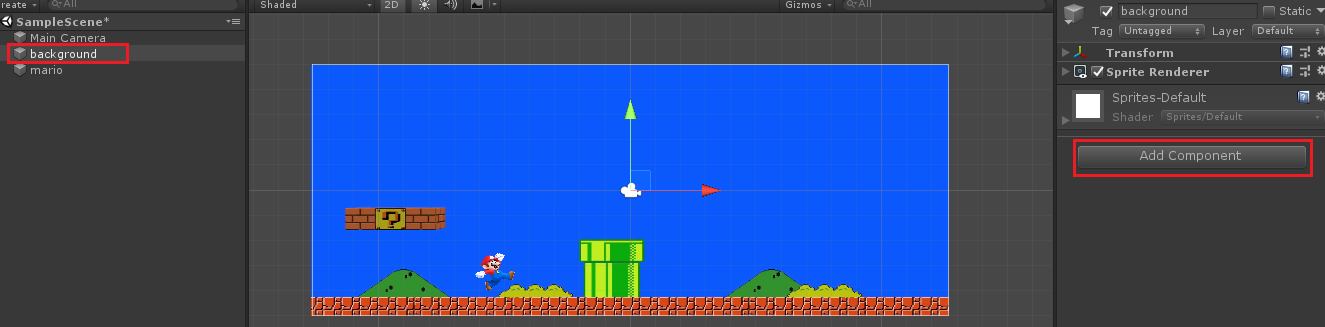 reate
All
SampleScene*
Main Camera
background
mario
Shaded
2D
Gizmos
All
background
Static
Tag Untagged Layer Default
Transform
Sprite Renderer
Sprites-Default
Shader Sprites/Default
Add Component